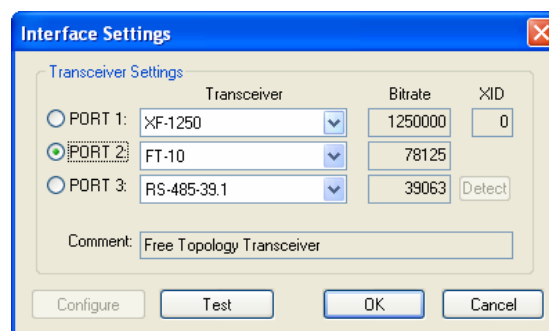 Interface Settings
Transceiver Settings
Transceiver Bitrate XID
PORT 1: XF-1250 1250000 0
PORT 2: FT-10 78125
PORT 3: RS-485-39.1 39063 Detect
Comment: Free Topology Transceiver
Configure Test OK Cancel